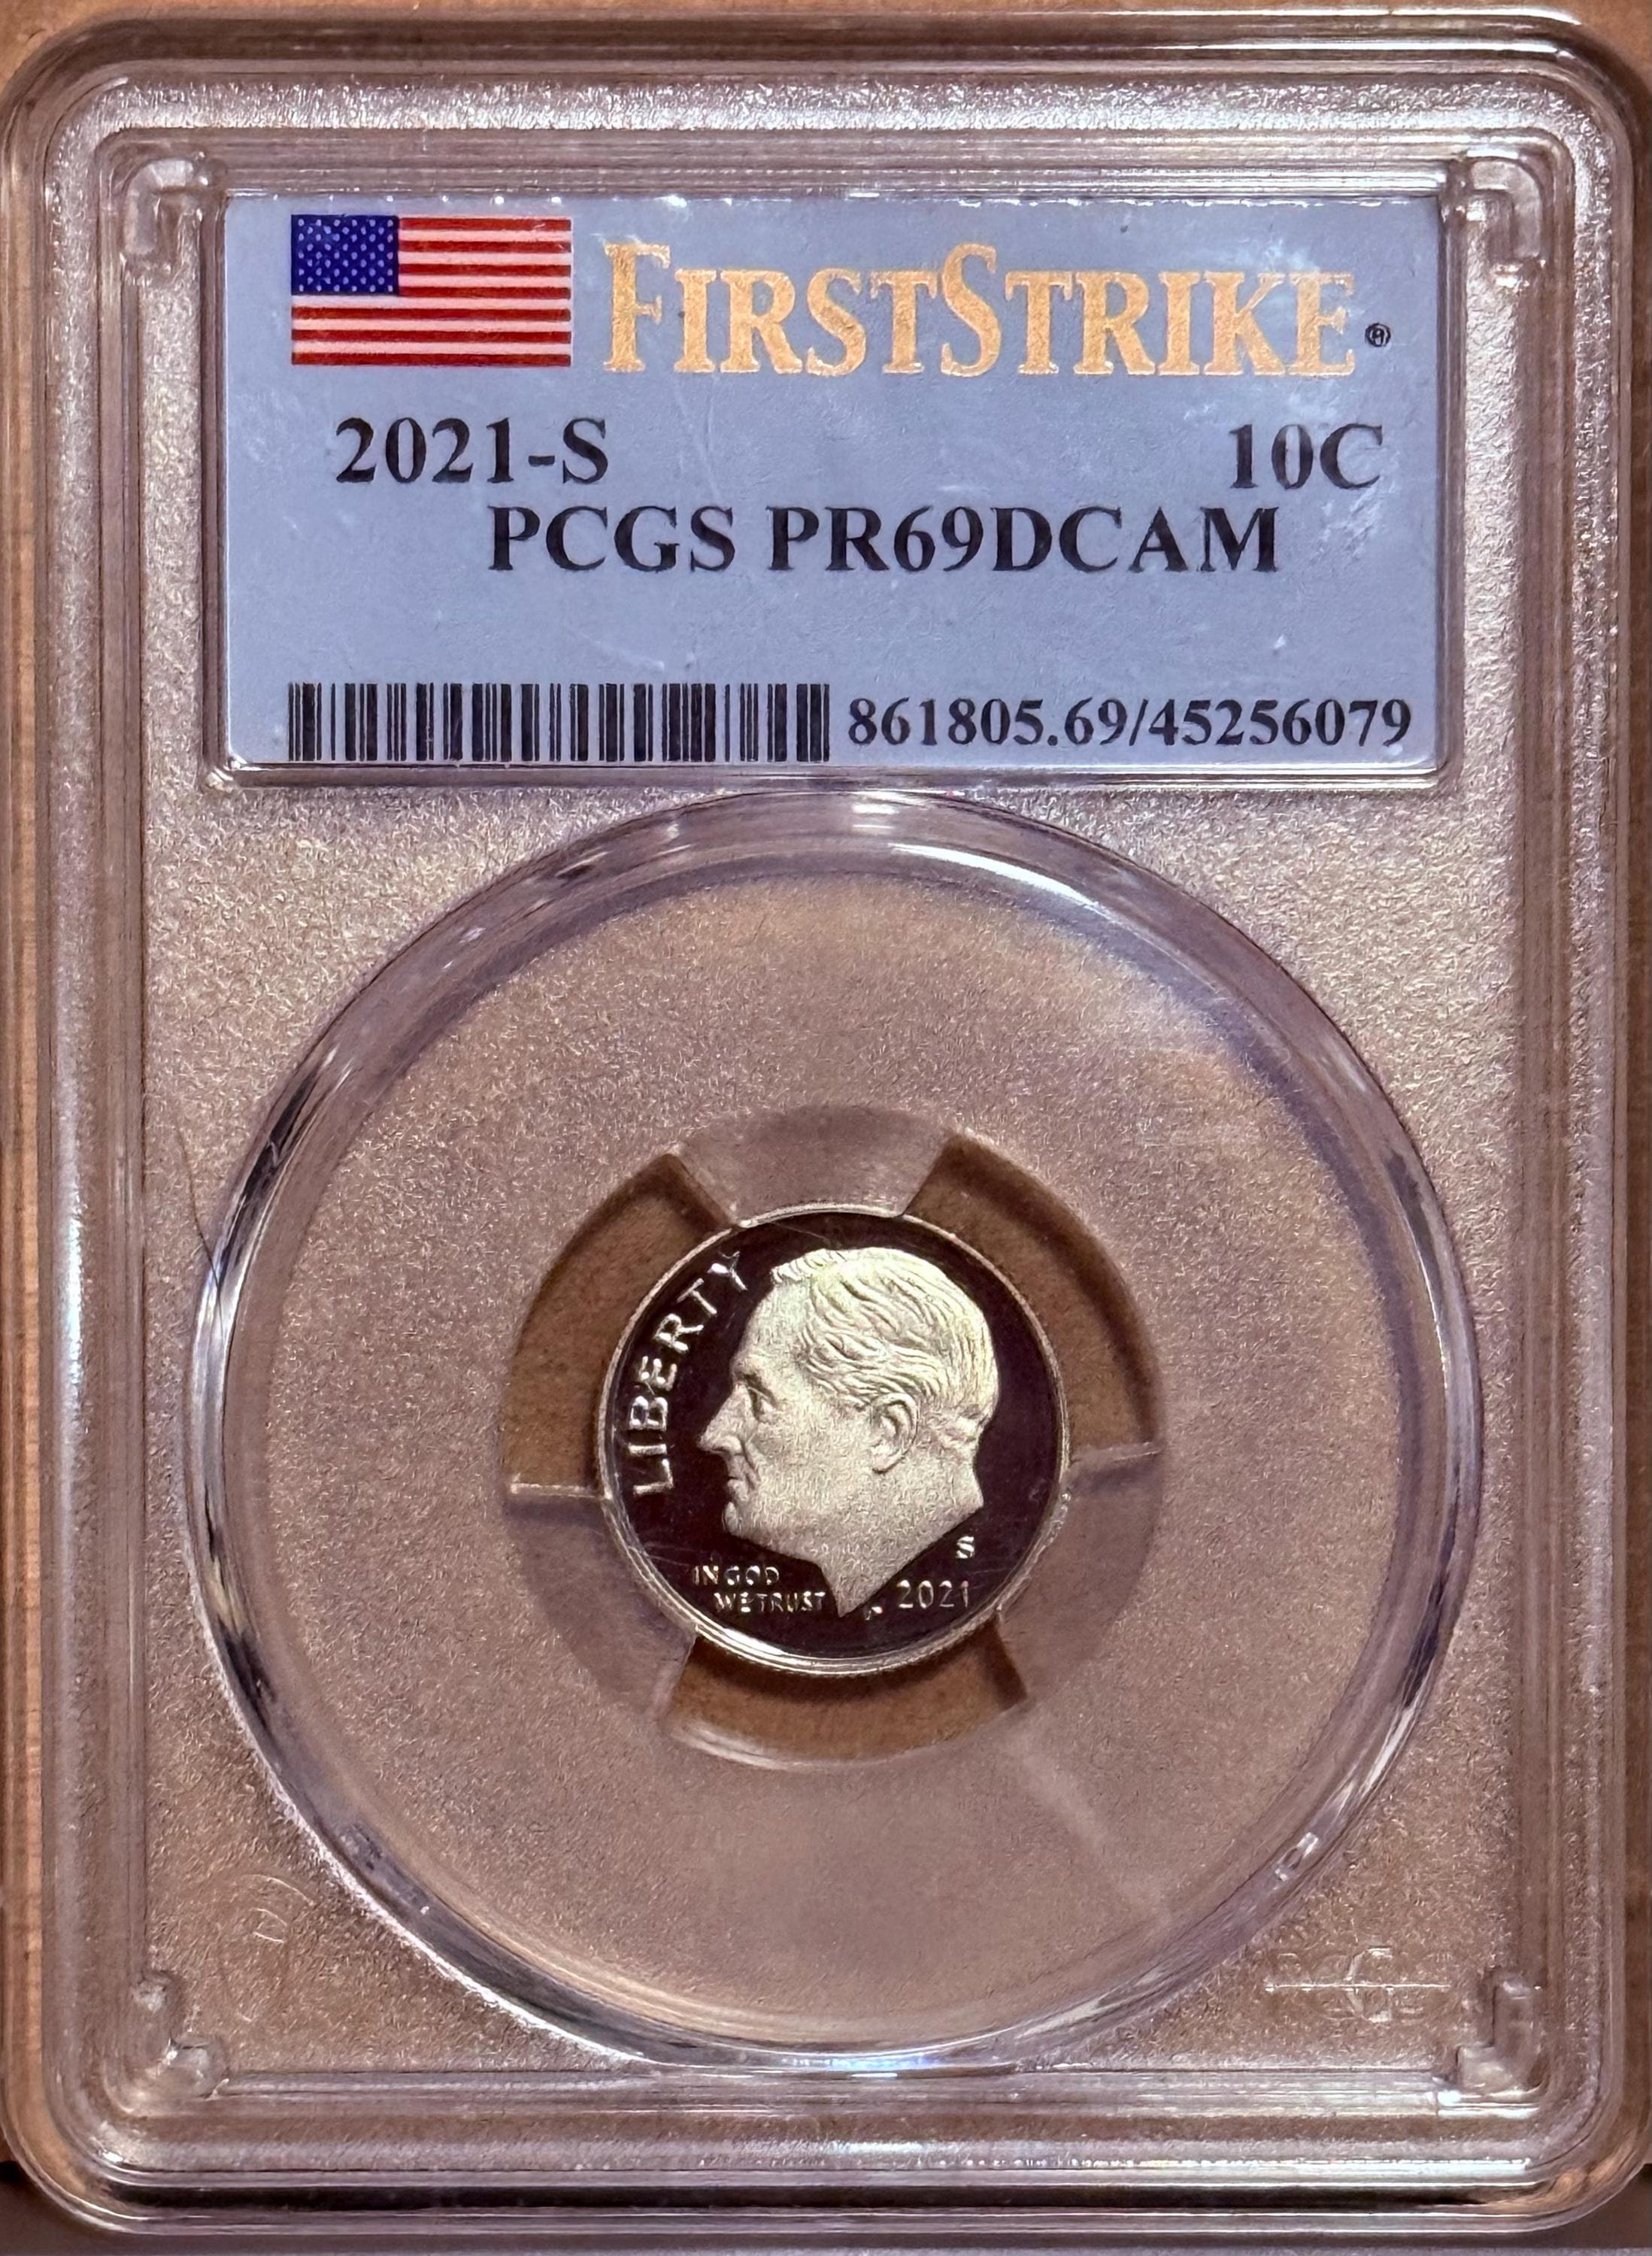 FIRSTSTRIKE®
2021-S 10C
PCGS PR69DCAM
861805.69/45256079
LIBERTY
S
IN GOD
WE TRUST
2021